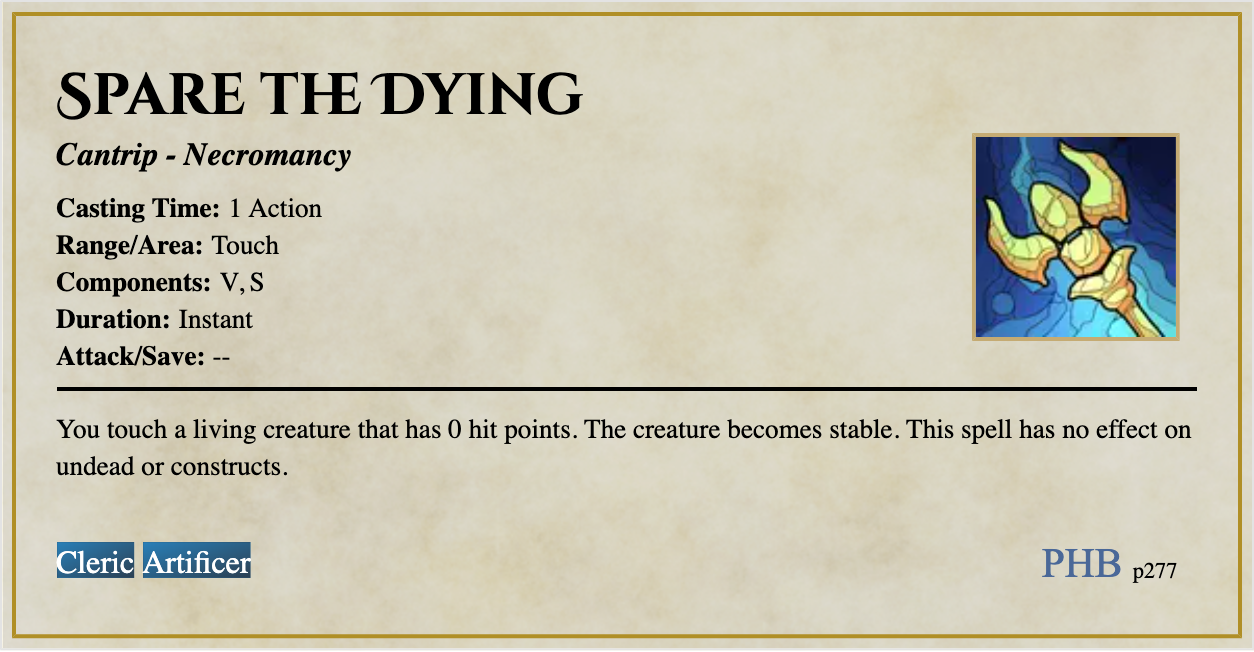 Spare the Dying
Cantrip - Necromancy
Casting Time: 1 Action
Range/Area: Touch
Components: V, S
Duration: Instant
Attack/Save: --
You touch a living creature that has 0 hit points. The creature becomes stable. This spell has no effect on
undead or constructs.
Cleric Artificer
PHB p277